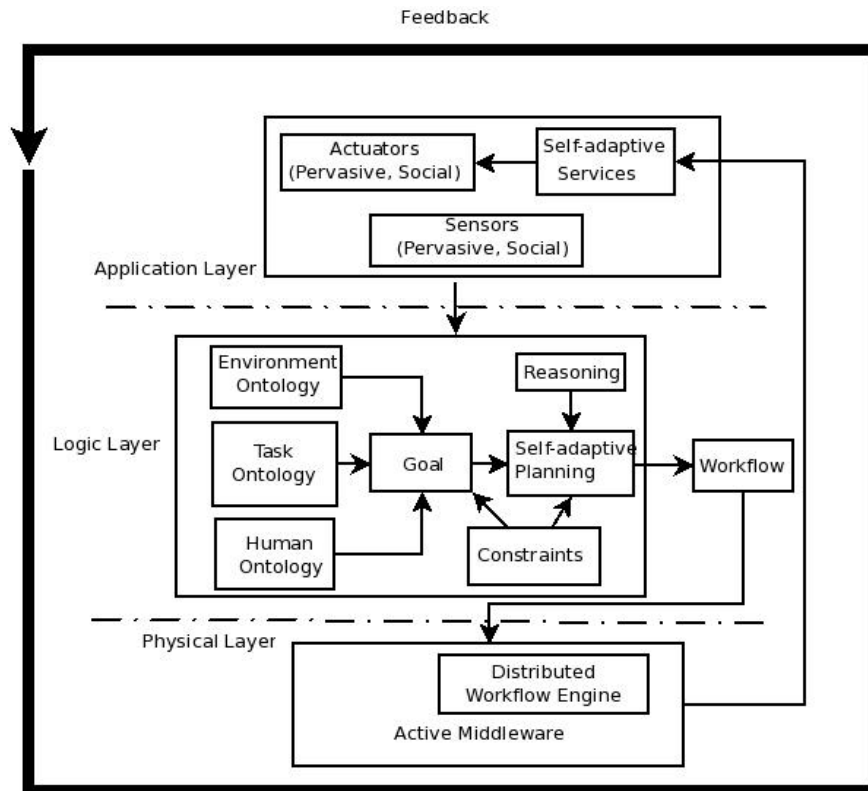 Feedback
Actuators
(Pervasive, Social)
Self-adaptive
Services
Sensors
(Pervasive, Social)
Application Layer
Environment
Ontology
Reasoning
Logic Layer
Task
Ontology
Goal
Self-adaptive
Planning
Workflow
Human
Ontology
Constraints
Physical Layer
Distributed
Workflow Engine
Active Middleware